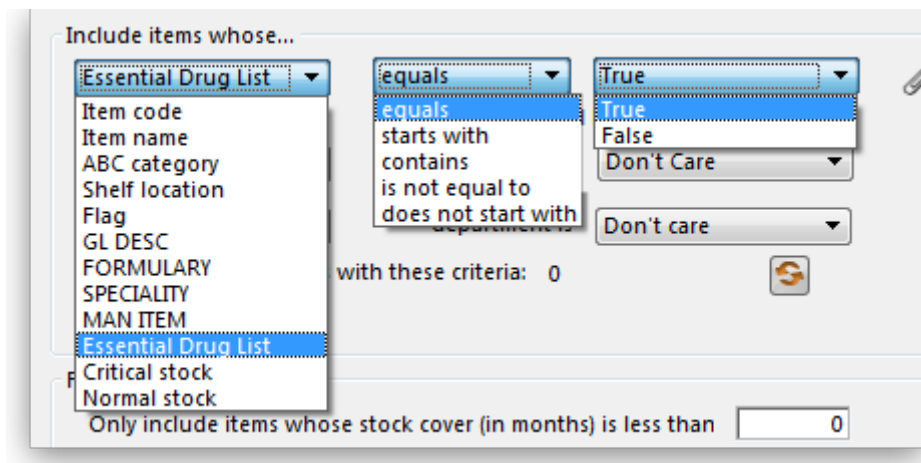 Include items whose...
Essential Drug List equals True
Item code
Item name
ABC category
Shelf location
Flag
GL DESC
FORMULARY
SPECIALITY
MAN ITEM
Essential Drug List
Critical stock
Normal stock
equals
starts with
contains
is not equal to
does not start with
True
False
Don't Care
Don't care
with these criteria: 0
Only include items whose stock cover (in months) is less than 0